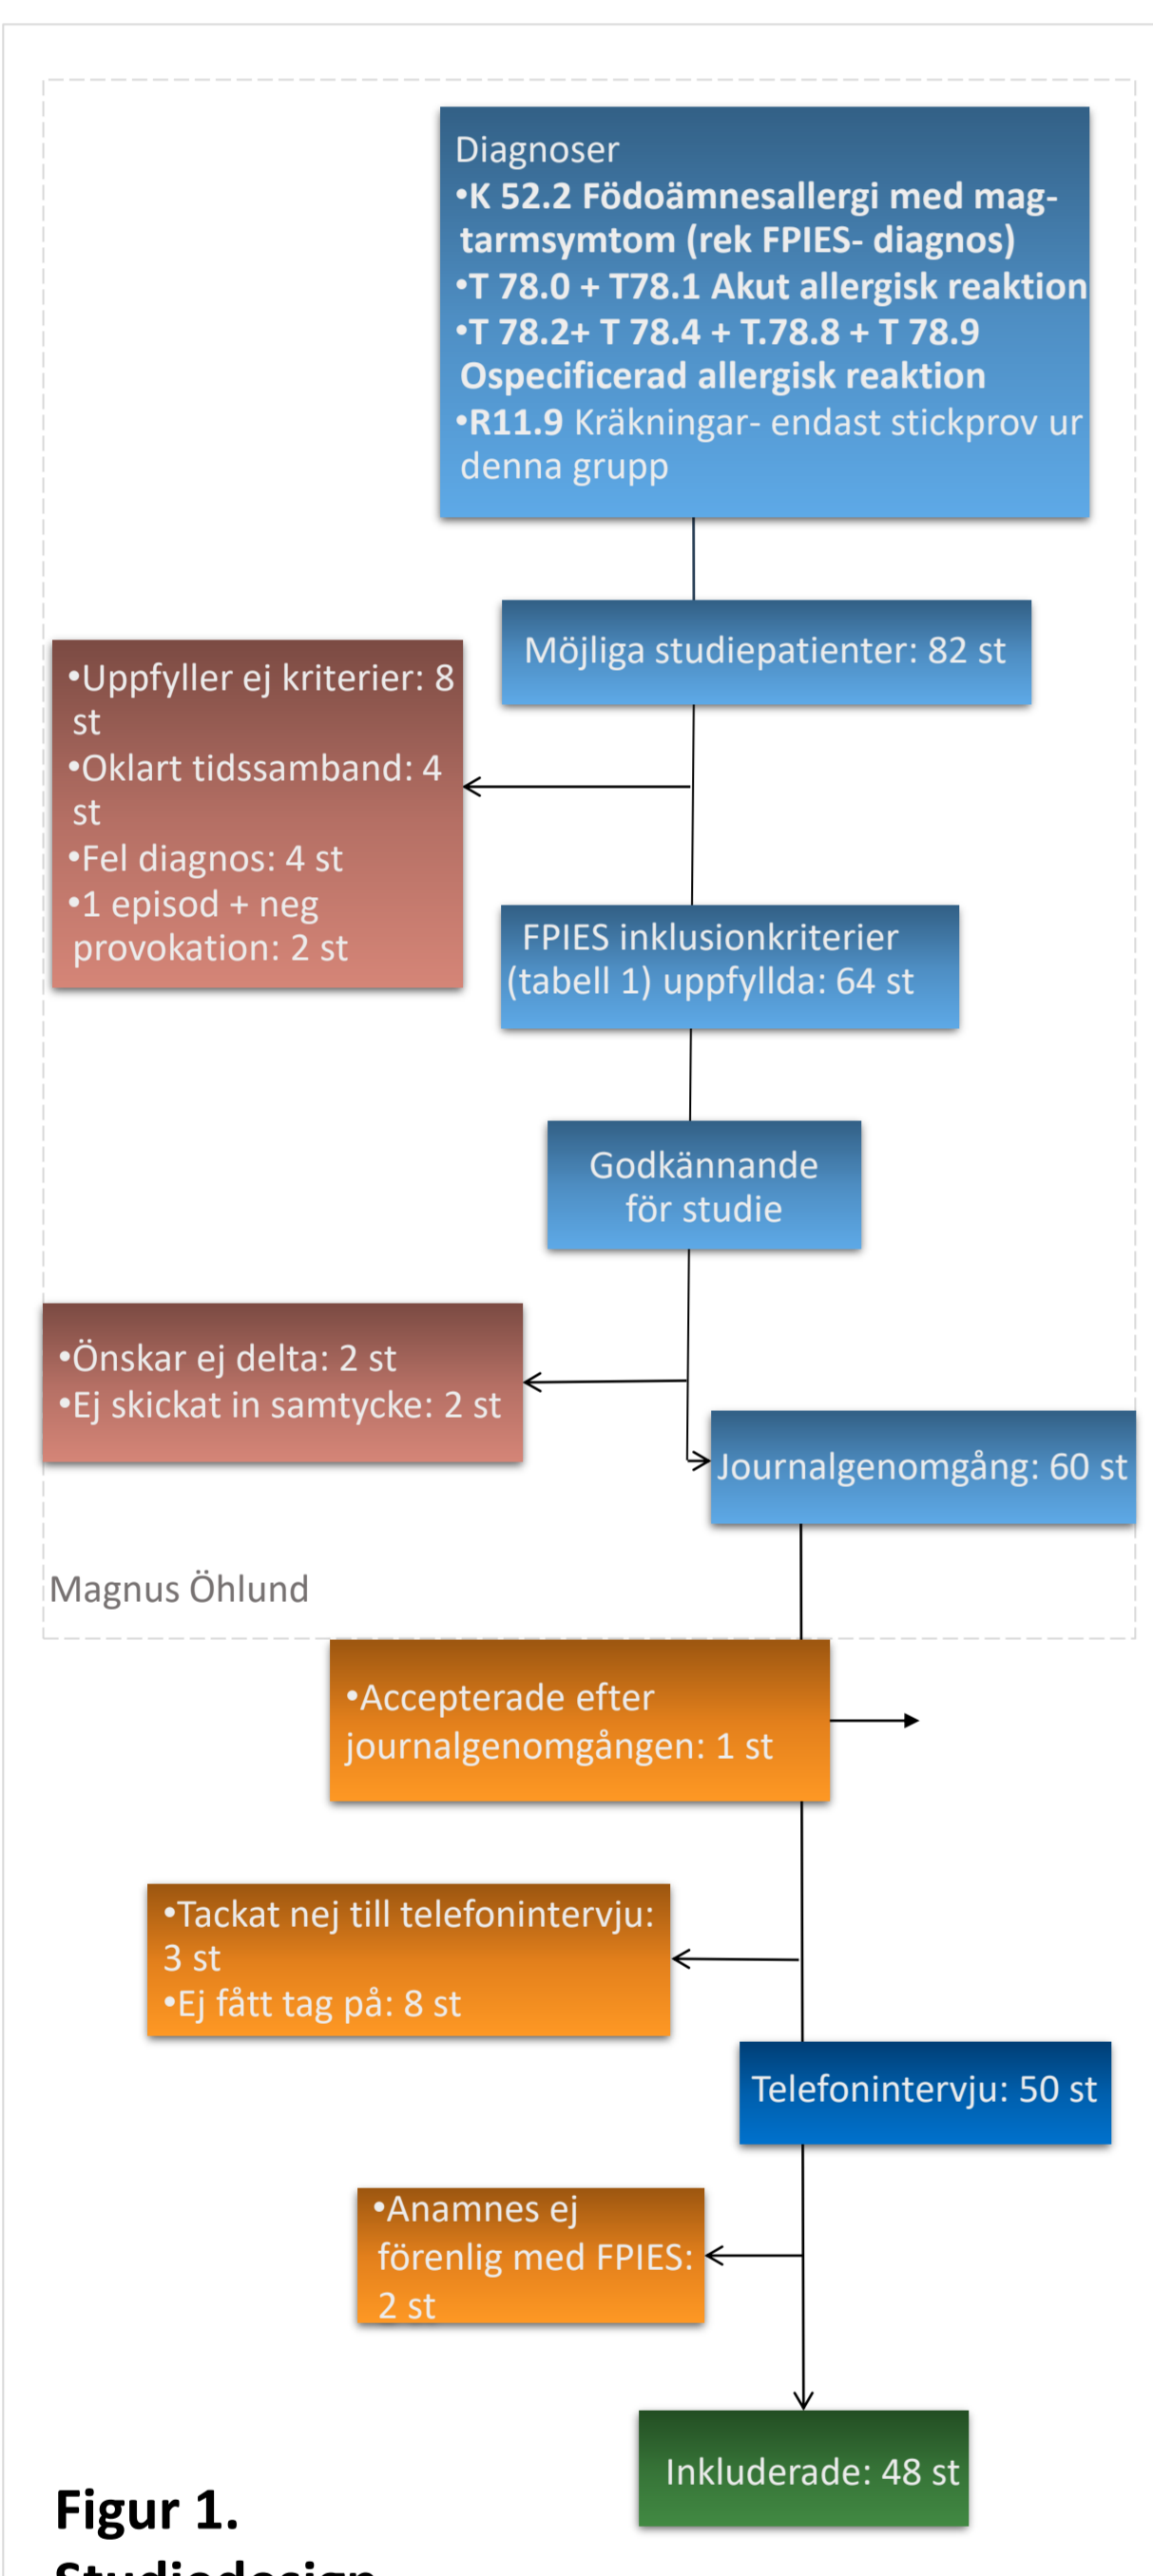 Diagnoser
•K 52.2 Födoämnesallergi med mag-
tarmsymtom (rek FPIES- diagnos)
•T 78.0 + T78.1 Akut allergisk reaktion
•T 78.2+ T 78.4 + T.78.8 + T 78.9
Ospecificerad allergisk reaktion
•R11.9 Kräkningar- endast stickprov ur
denna grupp
Möjliga studiepatienter: 82 st
•Uppfyller ej kriterier: 8
st
•Oklart tidssamband: 4
st
•Fel diagnos: 4 st
•1 episod + neg
provokation: 2 st
FPIES inklusionkriterier
(tabell 1) uppfyllda: 64 st
Godkännande
för studie
•Önskar ej delta: 2 st
•Ej skickat in samtycke: 2 st
Journalgenomgång: 60 st
Magnus Öhlund
•Accepterade efter
journalgenomgången: 1 st
•Tackat nej till telefonintervju:
3 st
•Ej fått tag på: 8 st
Telefonintervju: 50 st
•Anamnes ej
förenlig med FPIES:
2 st
Inkluderade: 48 st
Figur 1.
Studiedesign